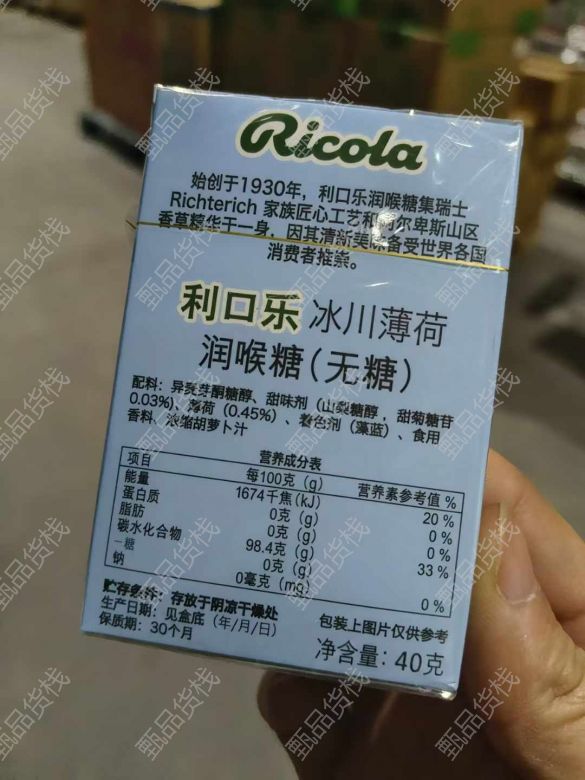 Ricola
始创于1930年，利口乐润喉糖集瑞士
Richterich 家族匠心工艺和阿尔卑斯山区
香草精华于一身，因其清新美味备受世界各国
消费者推崇。
利口乐 冰川薄荷
润喉糖(无糖)
配料：异麦芽酮糖醇、甜味剂（山梨糖醇，甜菊糖苷
0.03%）、薄荷（0.45%）、着色剂（藻蓝）、食用
香料、浓缩胡萝卜汁
营养成分表
项目 每100克（g） 营养素参考值 %
能量 1674千焦(kJ) 20 %
蛋白质 0克（g） 0 %
脂肪 0克（g） 0 %
碳水化合物 98.4克（g） 33 %
－糖 0克（g）
钠 0毫克（mg） 0 %
贮存条件：存放于阴凉干燥处
生产日期：见盒底（年/月/日）
保质期：30个月
包装上图片仅供参考
净含量：40克
甄品货栈